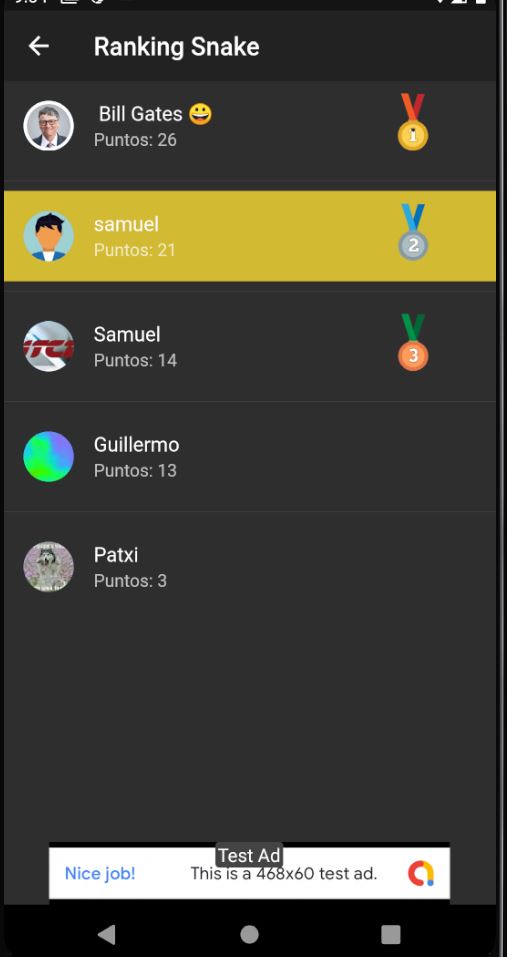 Ranking Snake
Bill Gates 😀
Puntos: 26
1
samuel
Puntos: 21
2
Samuel
Puntos: 14
3
Guillermo
Puntos: 13
Patxi
Puntos: 3
Test Ad
Nice job! This is a 468x60 test ad.